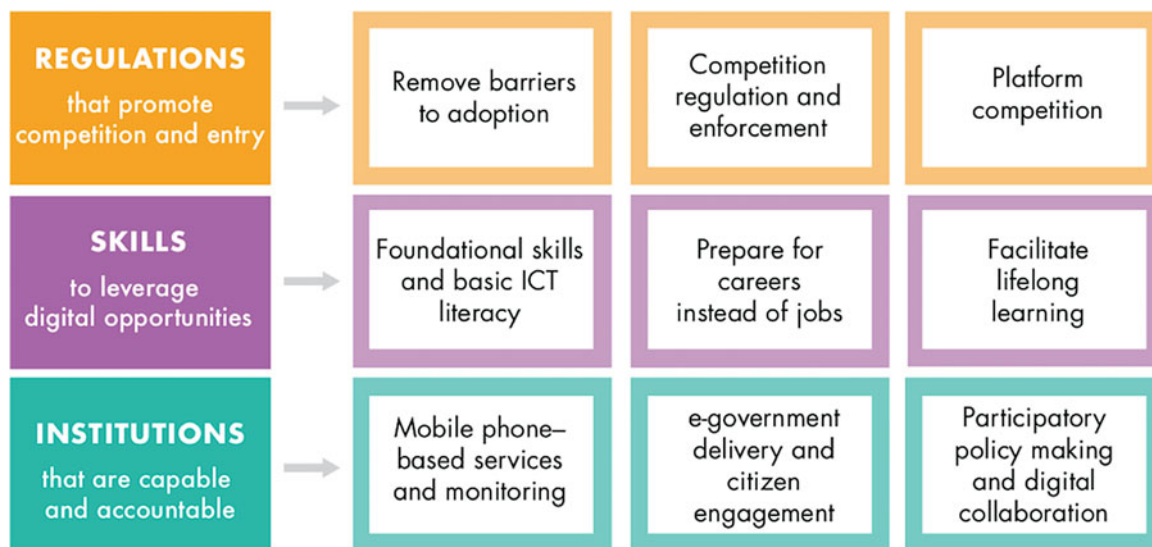 REGULATIONS
that promote
competition and entry
Remove barriers
to adoption
Competition
regulation and
enforcement
Platform
competition
SKILLS
to leverage
digital opportunities
Foundational skills
and basic ICT
literacy
Prepare for
careers
instead of jobs
Facilitate
lifelong
learning
INSTITUTIONS
that are capable
and accountable
Mobile phone–
based services
and monitoring
e-government
delivery and
citizen
engagement
Participatory
policy making
and digital
collaboration